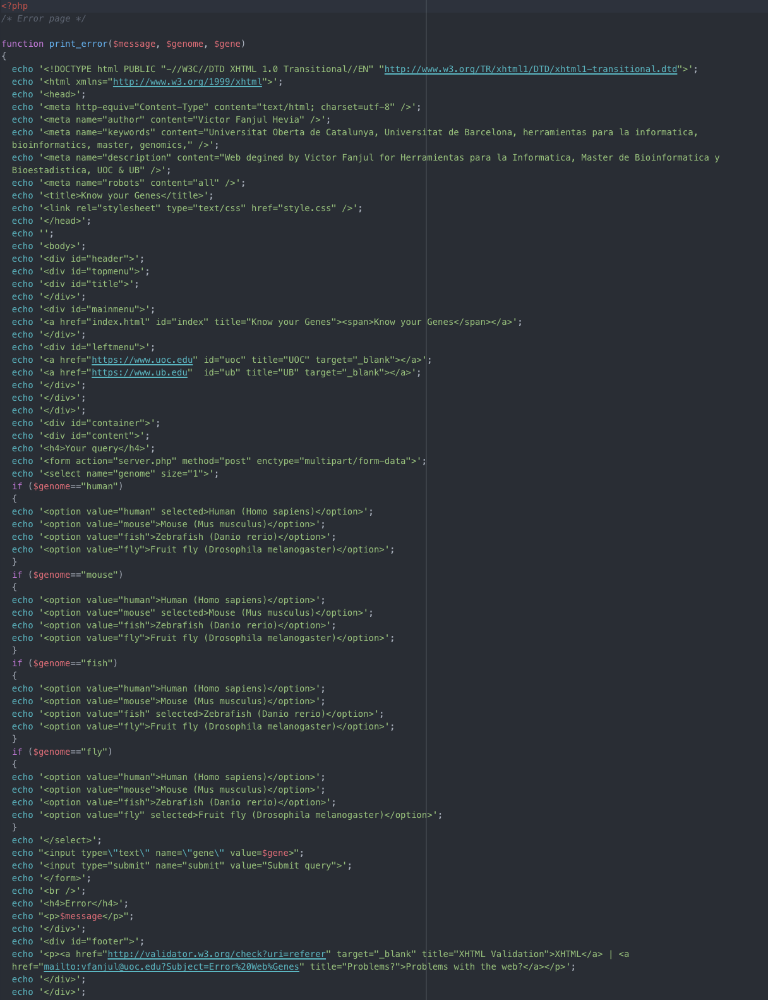 <?php
/* Error page */
function print_error($message, $genome, $gene)
{
echo '<!DOCTYPE html PUBLIC "-//W3C//DTD XHTML 1.0 Transitional//EN" "http://www.w3.org/TR/xhtml1/DTD/xhtml1-transitional.dtd">';
echo '<html xmlns="http://www.w3.org/1999/xhtml">';
echo '<head>';
echo '<meta http-equiv="Content-Type" content="text/html; charset=utf-8" />';
echo '<meta name="author" content="Victor Fanjul Hevia" />';
echo '<meta name="keywords" content="Universitat Oberta de Catalunya, Universitat de Barcelona, herramientas para la informatica,
bioinformatics, master, genomics," />';
echo '<meta name="description" content="Web degined by Victor Fanjul for Herramientas para la Informatica, Master de Bioinformatica y
Bioestadistica, UOC & UB" />';
echo '<meta name="robots" content="all" />';
echo '<title>Know your Genes</title>';
echo '<link rel="stylesheet" type="text/css" href="style.css" />';
echo '</head>';
echo '';
echo '<body>';
echo '<div id="header">';
echo '<div id="topmenu">';
echo '<div id="title">';
echo '</div>';
echo '<div id="mainmenu">';
echo '<a href="index.html" id="index" title="Know your Genes"><span>Know your Genes</span></a>';
echo '</div>';
echo '<div id="leftmenu">';
echo '<a href="https://www.uoc.edu" id="uoc" title="UOC" target="_blank"></a>';
echo '<a href="https://www.ub.edu"  id="ub" title="UB" target="_blank"></a>';
echo '</div>';
echo '</div>';
echo '</div>';
echo '<div id="container">';
echo '<div id="content">';
echo '<h4>Your query</h4>';
echo '<form action="server.php" method="post" enctype="multipart/form-data">';
echo '<select name="genome" size="1">';
if ($genome=="human")
{
echo '<option value="human" selected>Human (Homo sapiens)</option>';
echo '<option value="mouse">Mouse (Mus musculus)</option>';
echo '<option value="fish">Zebrafish (Danio rerio)</option>';
echo '<option value="fly">Fruit fly (Drosophila melanogaster)</option>';
}
if ($genome=="mouse")
{
echo '<option value="human">Human (Homo sapiens)</option>';
echo '<option value="mouse" selected>Mouse (Mus musculus)</option>';
echo '<option value="fish">Zebrafish (Danio rerio)</option>';
echo '<option value="fly">Fruit fly (Drosophila melanogaster)</option>';
}
if ($genome=="fish")
{
echo '<option value="human">Human (Homo sapiens)</option>';
echo '<option value="mouse">Mouse (Mus musculus)</option>';
echo '<option value="fish" selected>Zebrafish (Danio rerio)</option>';
echo '<option value="fly">Fruit fly (Drosophila melanogaster)</option>';
}
if ($genome=="fly")
{
echo '<option value="human">Human (Homo sapiens)</option>';
echo '<option value="mouse">Mouse (Mus musculus)</option>';
echo '<option value="fish">Zebrafish (Danio rerio)</option>';
echo '<option value="fly" selected>Fruit fly (Drosophila melanogaster)</option>';
}
echo '</select>';
echo "<input type=\"text\" name=\"gene\" value=$gene>";
echo '<input type="submit" name="submit" value="Submit query">';
echo '</form>';
echo '<br />';
echo '<h4>Error</h4>';
echo "<p>$message</p>";
echo '</div>';
echo '<div id="footer">';
echo '<p><a href="http://validator.w3.org/check?uri=referer" target="_blank" title="XHTML Validation">XHTML</a> | <a
href="mailto:vfanjul@uoc.edu?Subject=Error%20Web%Genes" title="Problems?">Problems with the web?</a></p>';
echo '</div>';
echo '</div>';